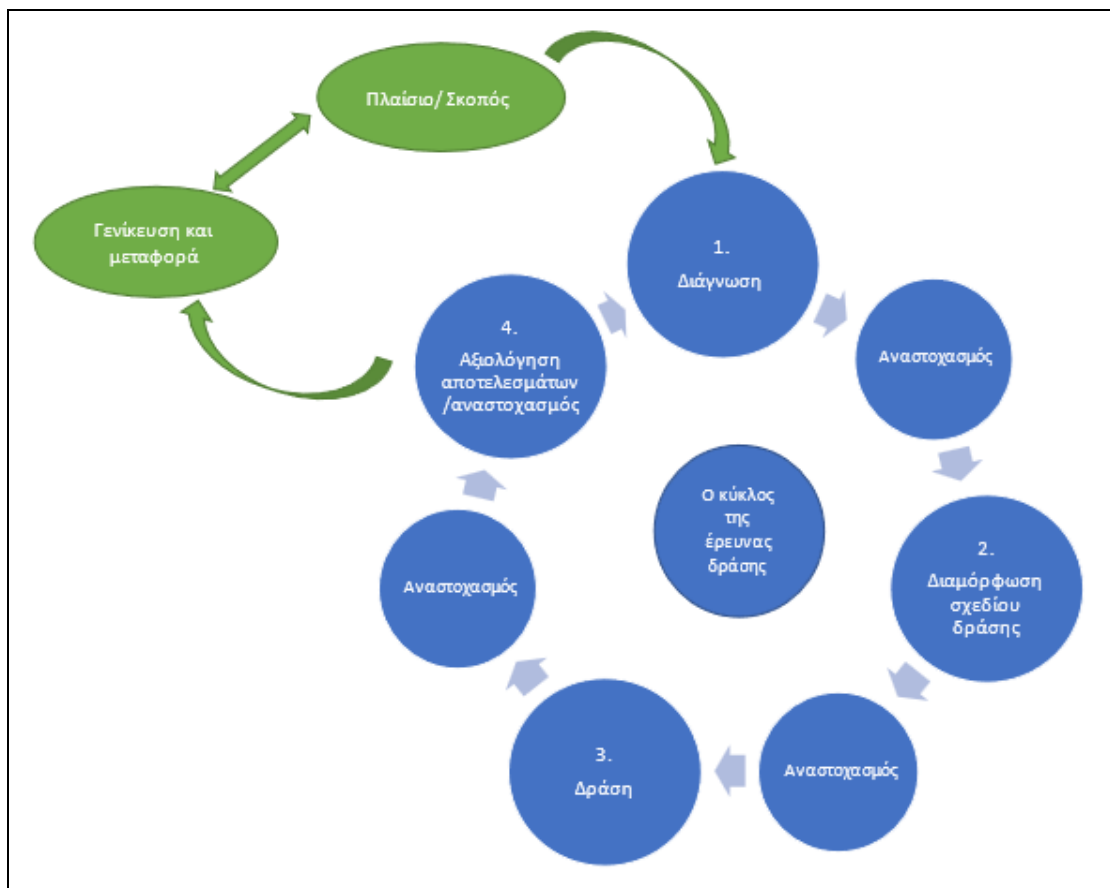 Πλαίσιο/ Σκοπός
Γενίκευση και
μεταφορά
1.
Διάγνωση
Αναστοχασμός
2.
Διαμόρφωση
σχεδίου
δράσης
Αναστοχασμός
3.
Δράση
Αναστοχασμός
4.
Αξιολόγηση
αποτελεσμάτων
/αναστοχασμός
Ο κύκλος
της
έρευνας
δράσης